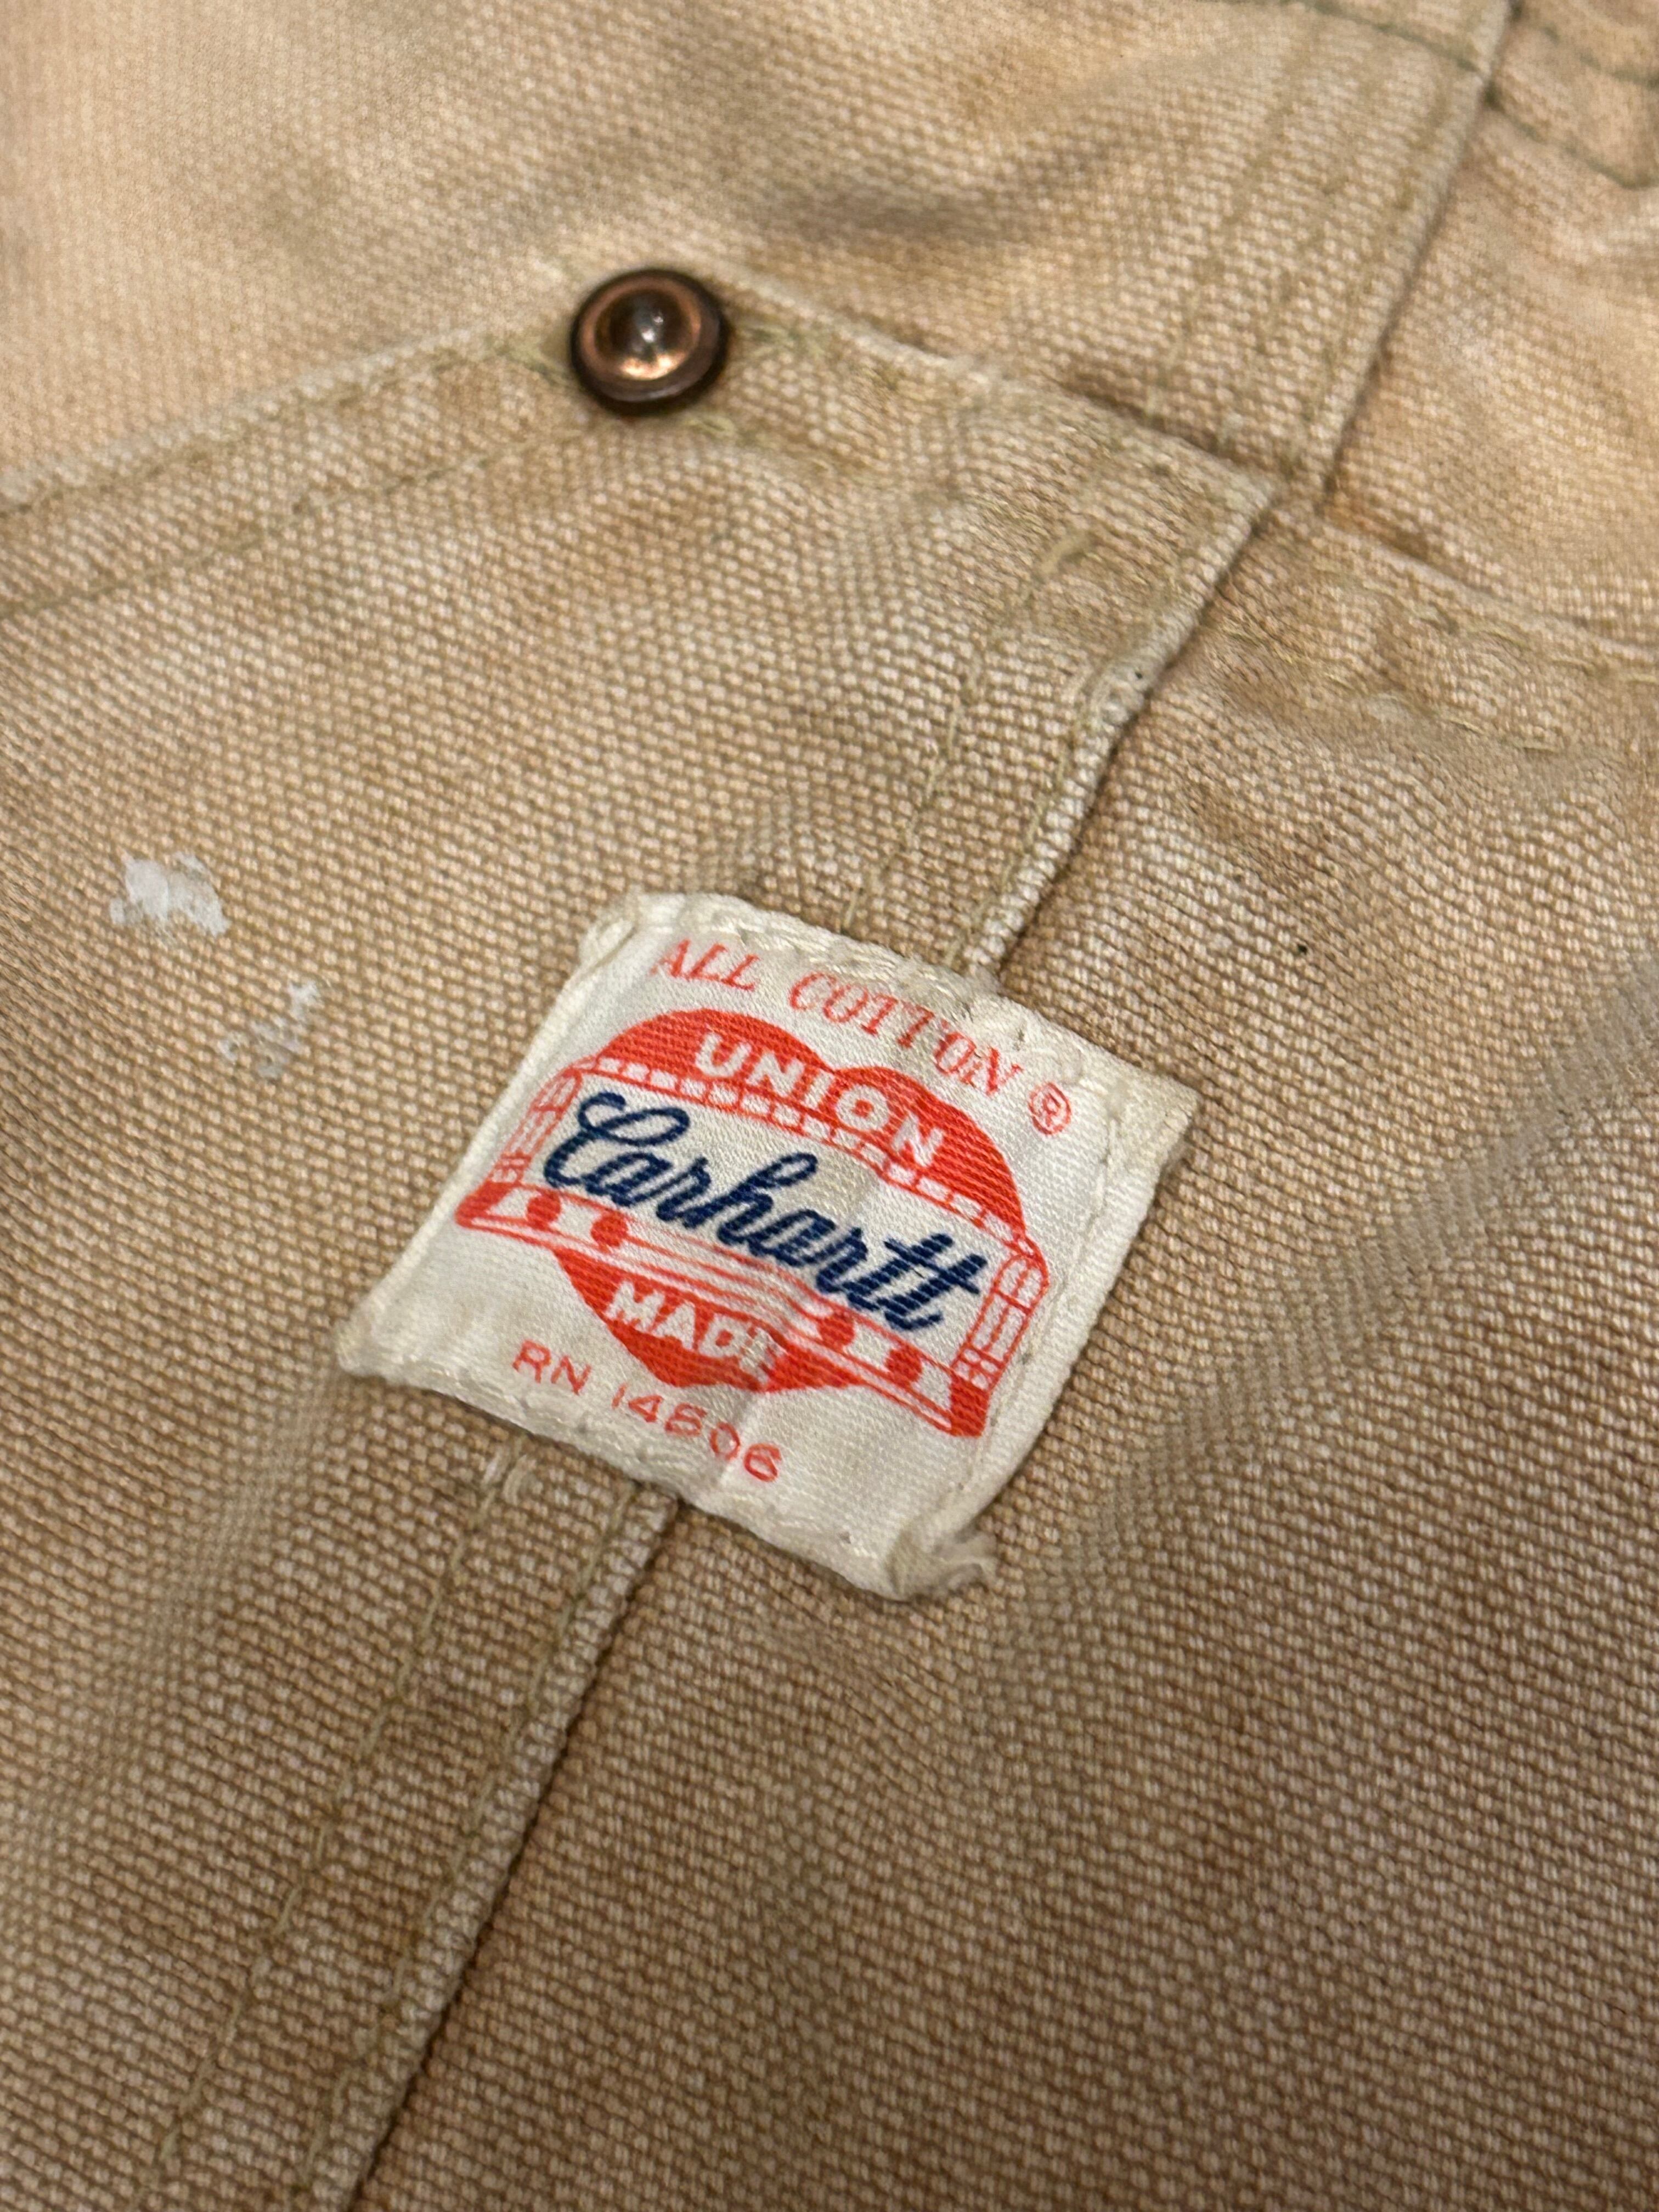 ALL COTTON ®
UNION
Carhartt
MADE
RN 14806